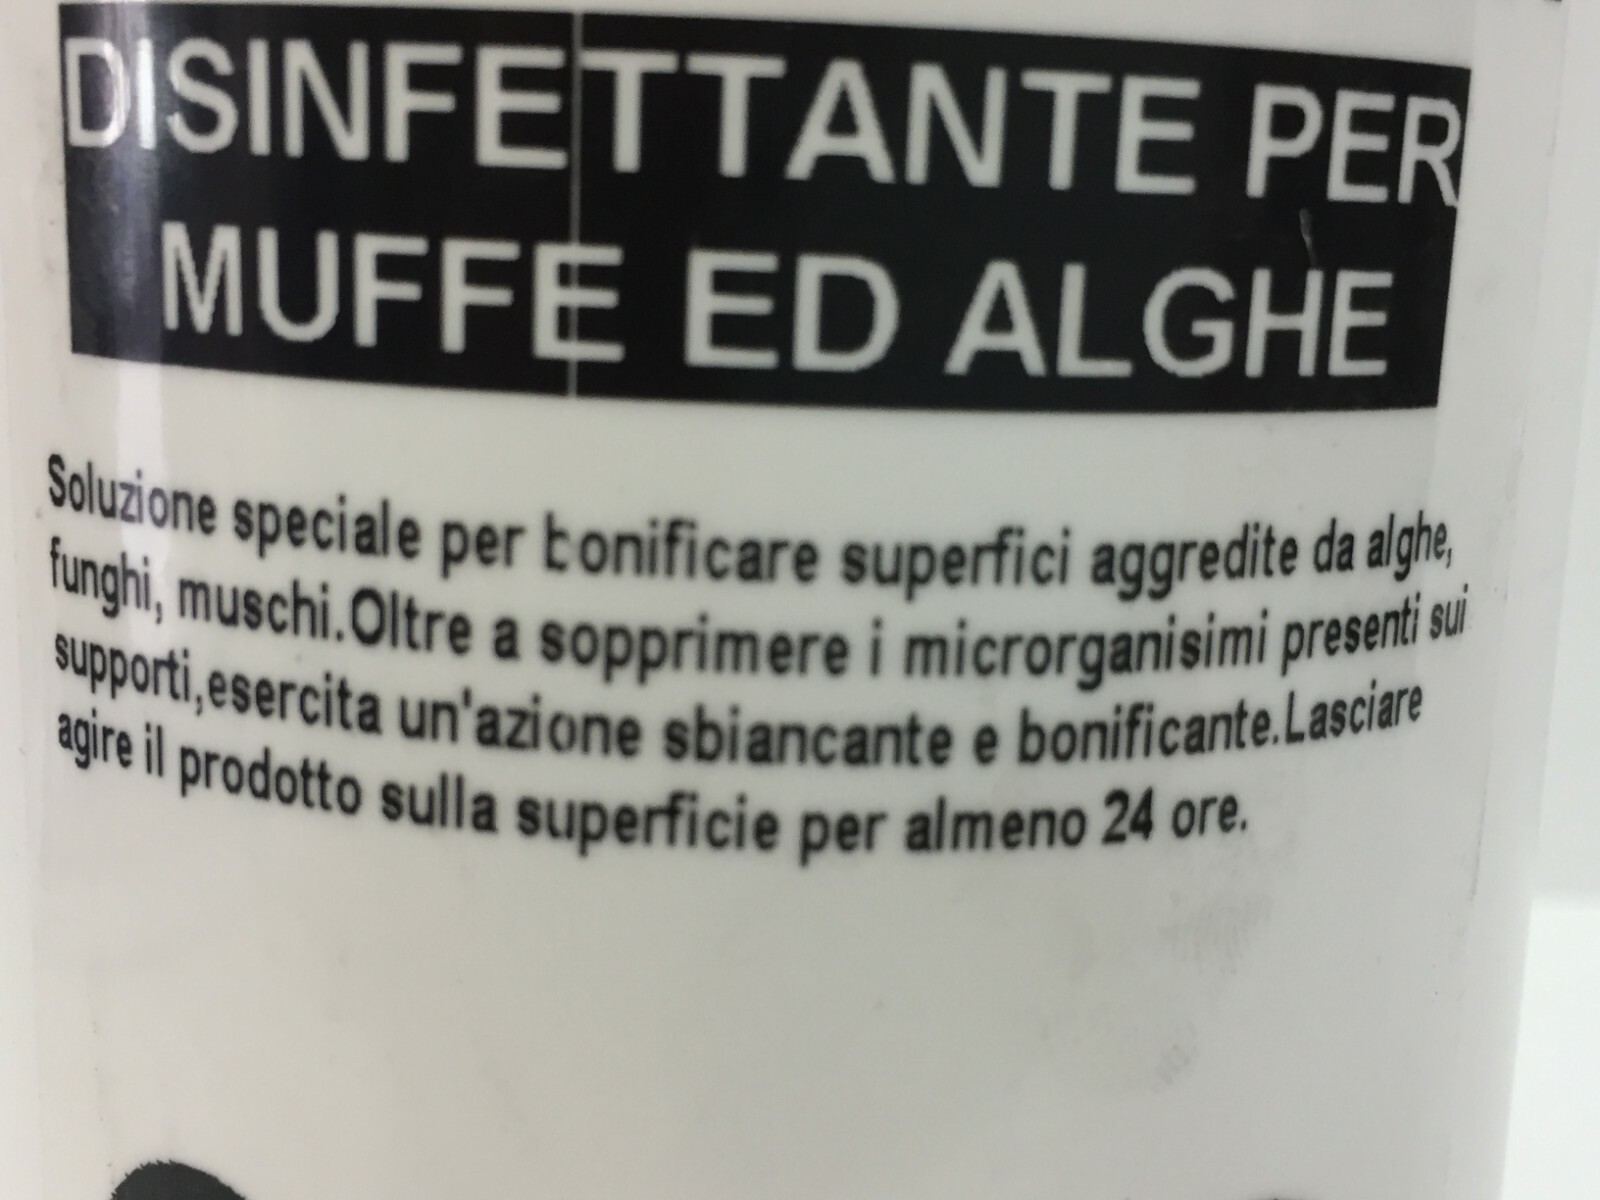 DISINFETTANTE PER
MUFFE ED ALGHE
Soluzione speciale per bonificare superfici aggredite da alghe,
funghi, muschi.Oltre a sopprimere i microrganisimi presenti sui
supporti,esercita un'azione sbiancante e bonificante.Lasciare
agire il prodotto sulla superficie per almeno 24 ore.